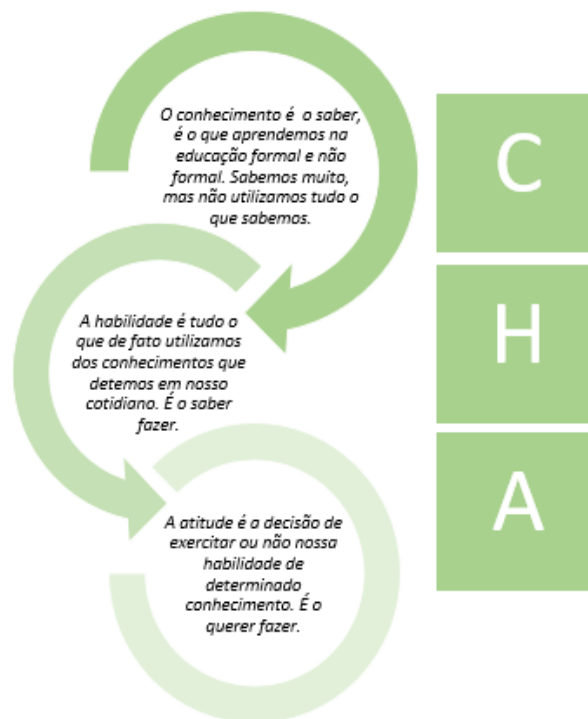 O conhecimento é o saber,
é o que aprendemos na
educação formal e não
formal. Sabemos muito,
mas não utilizamos tudo o
que sabemos.
C
A habilidade é tudo o
que de fato utilizamos
dos conhecimentos que
detemos em nosso
cotidiano. É o saber
fazer.
H
A atitude é a decisão de
exercitar ou não nossa
habilidade de
determinado
conhecimento. É o
querer fazer.
A